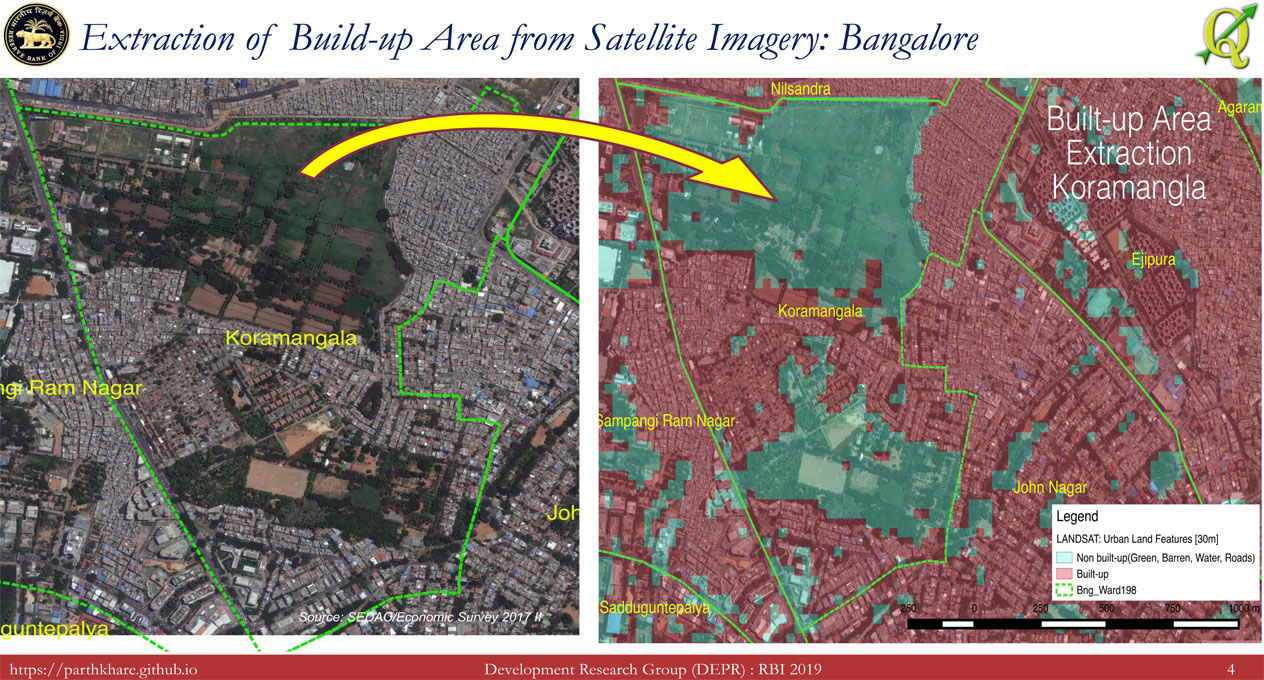 Extraction of Build-up Area from Satellite Imagery: Bangalore
RESERVE BANK OF INDIA
भारतीय रिज़र्व बैंक
Koramangala
ngi Ram Nagar
Joh
guntepalya
Source: SEDAC/Economic Survey 2017 II
Nilsandra
Agaram
Built-up Area
Extraction
Koramangla
Ejipura
Koramangala
Sampangi Ram Nagar
John Nagar
Sadduguntepalya
Legend
LANDSAT: Urban Land Features [30m]
Non built-up(Green, Barren, Water, Roads)
Built-up
Bng_Ward198
250 0 250 500 750 1000 m
https://parthkhare.github.io
Development Research Group (DEPR) : RBI 2019
4